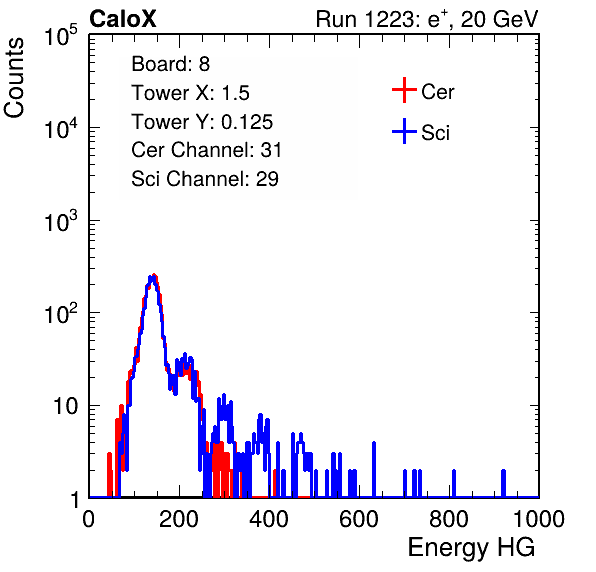 CaloX Run 1223: e⁺, 20 GeV
Counts
Board: 8
Tower X: 1.5
Tower Y: 0.125
Cer Channel: 31
Sci Channel: 29
Cer
Sci
10⁵
10⁴
10³
10²
10
1
0 200 400 600 800 1000
Energy HG